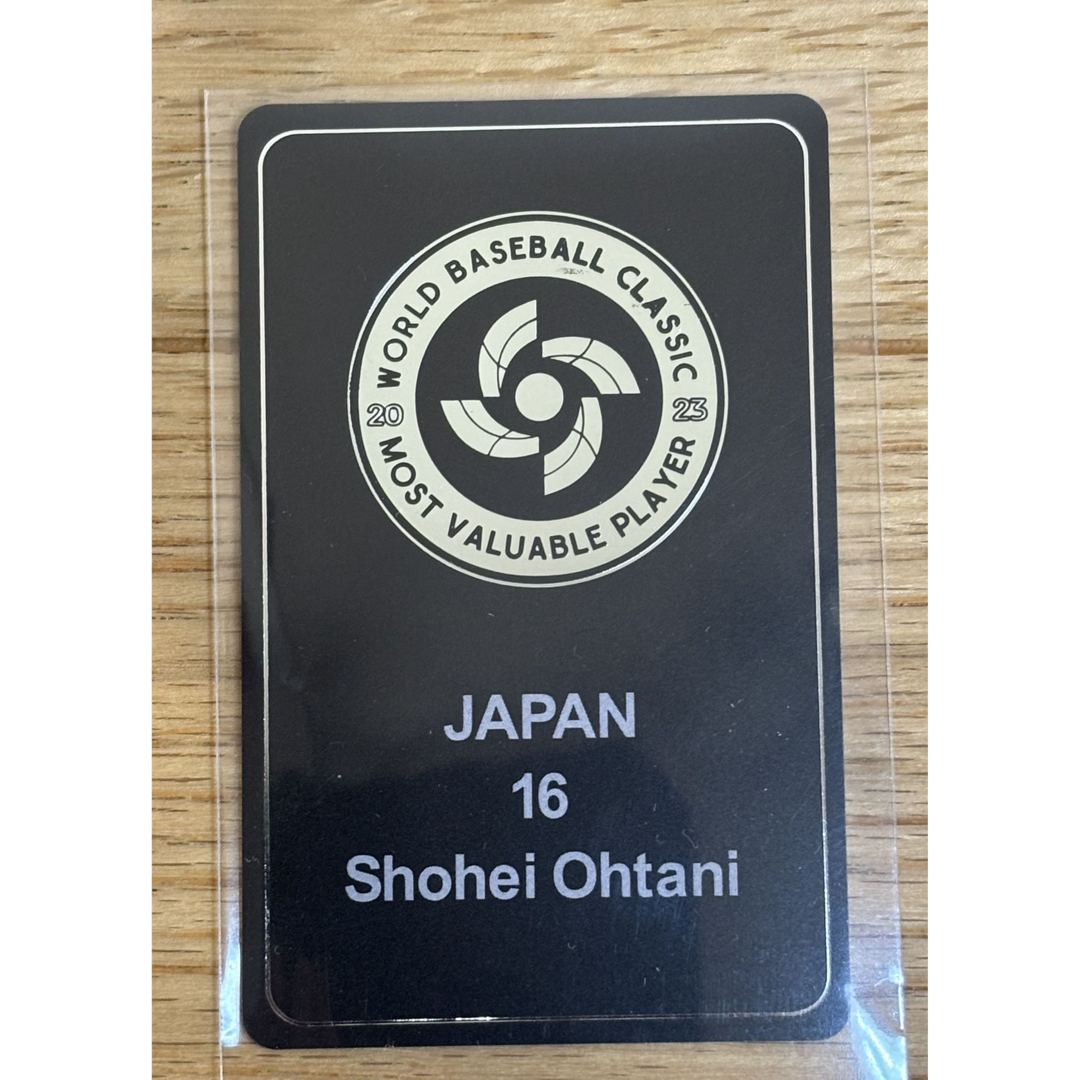 WORLD BASEBALL CLASSIC
20 23
MOST VALUABLE PLAYER
JAPAN
16
Shohei Ohtani